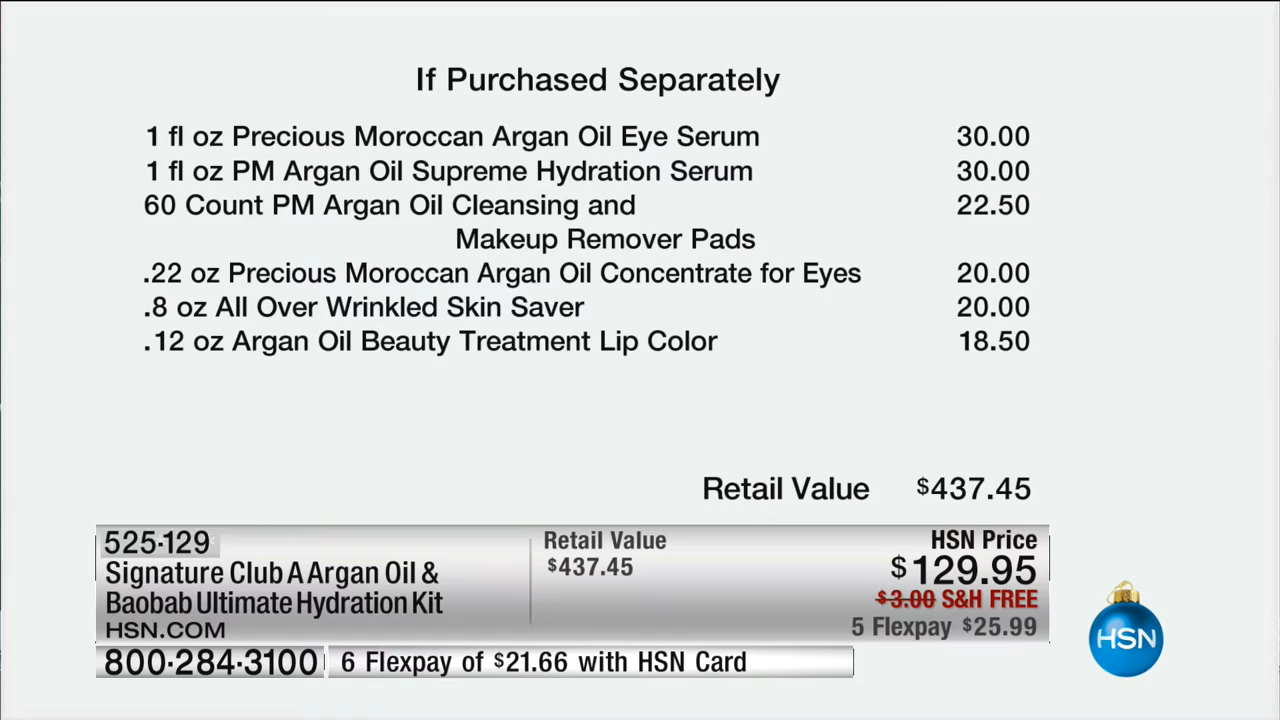 If Purchased Separately
1 fl oz Precious Moroccan Argan Oil Eye Serum 30.00
1 fl oz PM Argan Oil Supreme Hydration Serum 30.00
60 Count PM Argan Oil Cleansing and 22.50
Makeup Remover Pads
.22 oz Precious Moroccan Argan Oil Concentrate for Eyes 20.00
.8 oz All Over Wrinkled Skin Saver 20.00
.12 oz Argan Oil Beauty Treatment Lip Color 18.50
Retail Value $437.45
525-129
Signature Club A Argan Oil &
Baobab Ultimate Hydration Kit
HSN.COM
Retail Value
$437.45
HSN Price
$129.95
$3.00 S&H FREE
5 Flexpay $25.99
800-284-3100
6 Flexpay of $21.66 with HSN Card
HSN